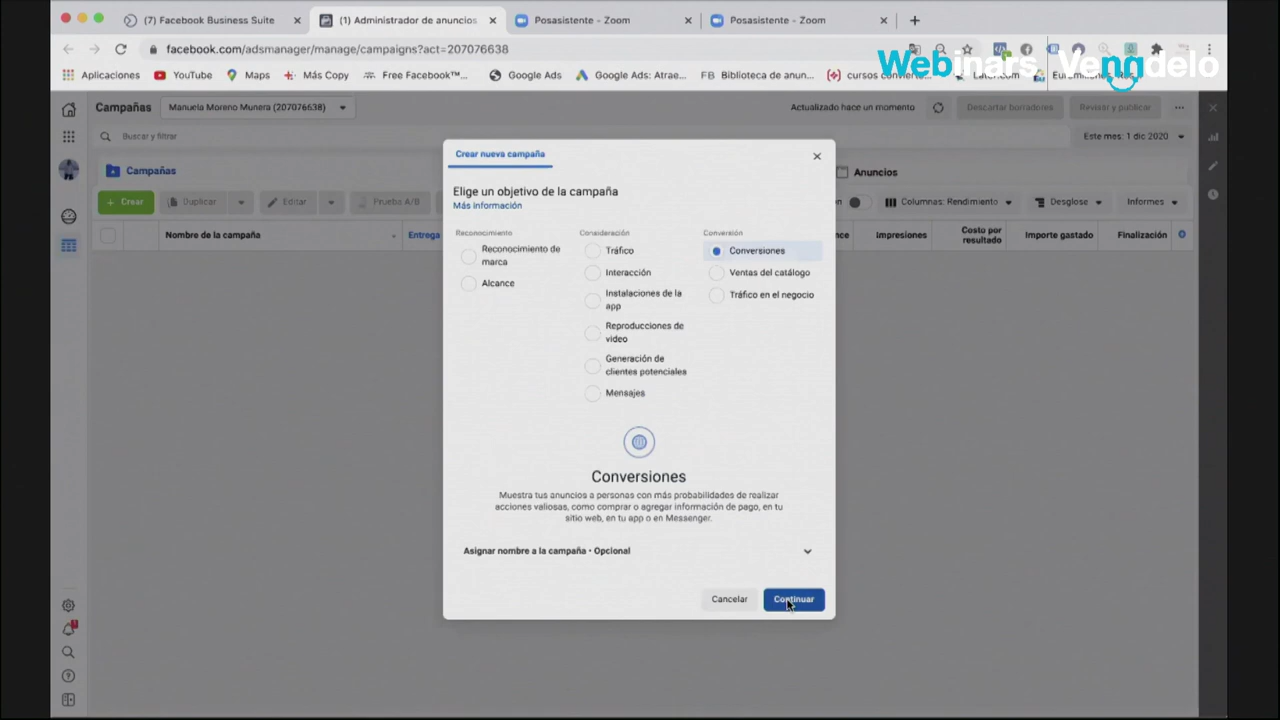 (7) Facebook Business Suite
(1) Administrador de anuncios
Posasistente - Zoom
Posasistente - Zoom
facebook.com/adsmanager/manage/campaigns?act=207076638
Webinars Venndelo
Aplicaciones
YouTube
Maps
Más Copy
Free Facebook™...
Google Ads
Google Ads: Atrae...
FB Biblioteca de anun...
cursos
Campañas
Manuela Moreno Munera (207076638)
Actualizado hace un momento
Descartar borradores
Revisar y publicar
Buscar y filtrar
Este mes: 1 dic 2020
Campañas
Anuncios
+ Crear
Duplicar
Editar
Prueba A/B
Columnas: Rendimiento
Desglose
Informes
Nombre de la campaña
Entrega
Impresiones
Costo por
resultado
Importe gastado
Finalización
Crear nueva campaña
Elige un objetivo de la campaña
Más información
Reconocimiento
Reconocimiento de
marca
Alcance
Consideración
Tráfico
Interacción
Instalaciones de la
app
Reproducciones de
video
Generación de
clientes potenciales
Mensajes
Conversión
Conversiones
Ventas del catálogo
Tráfico en el negocio
Conversiones
Muestra tus anuncios a personas con más probabilidades de realizar
acciones valiosas, como comprar o agregar información de pago, en tu
sitio web, en tu app o en Messenger.
Asignar nombre a la campaña • Opcional
Cancelar
Continuar